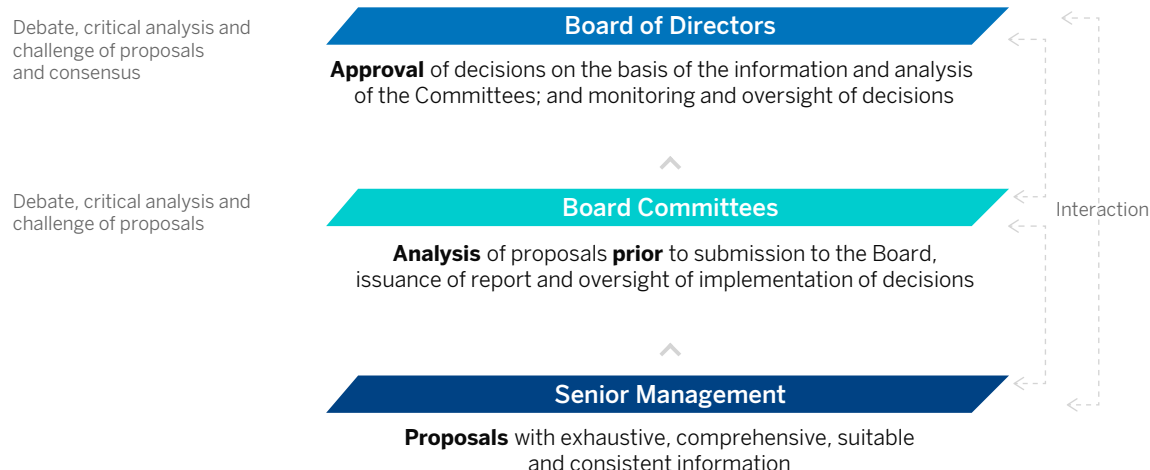 Debate, critical analysis and
challenge of proposals
and consensus
Board of Directors
Approval of decisions on the basis of the information and analysis
of the Committees; and monitoring and oversight of decisions
Debate, critical analysis and
challenge of proposals
Board Committees
Interaction
Analysis of proposals prior to submission to the Board,
issuance of report and oversight of implementation of decisions
Senior Management
Proposals with exhaustive, comprehensive, suitable
and consistent information